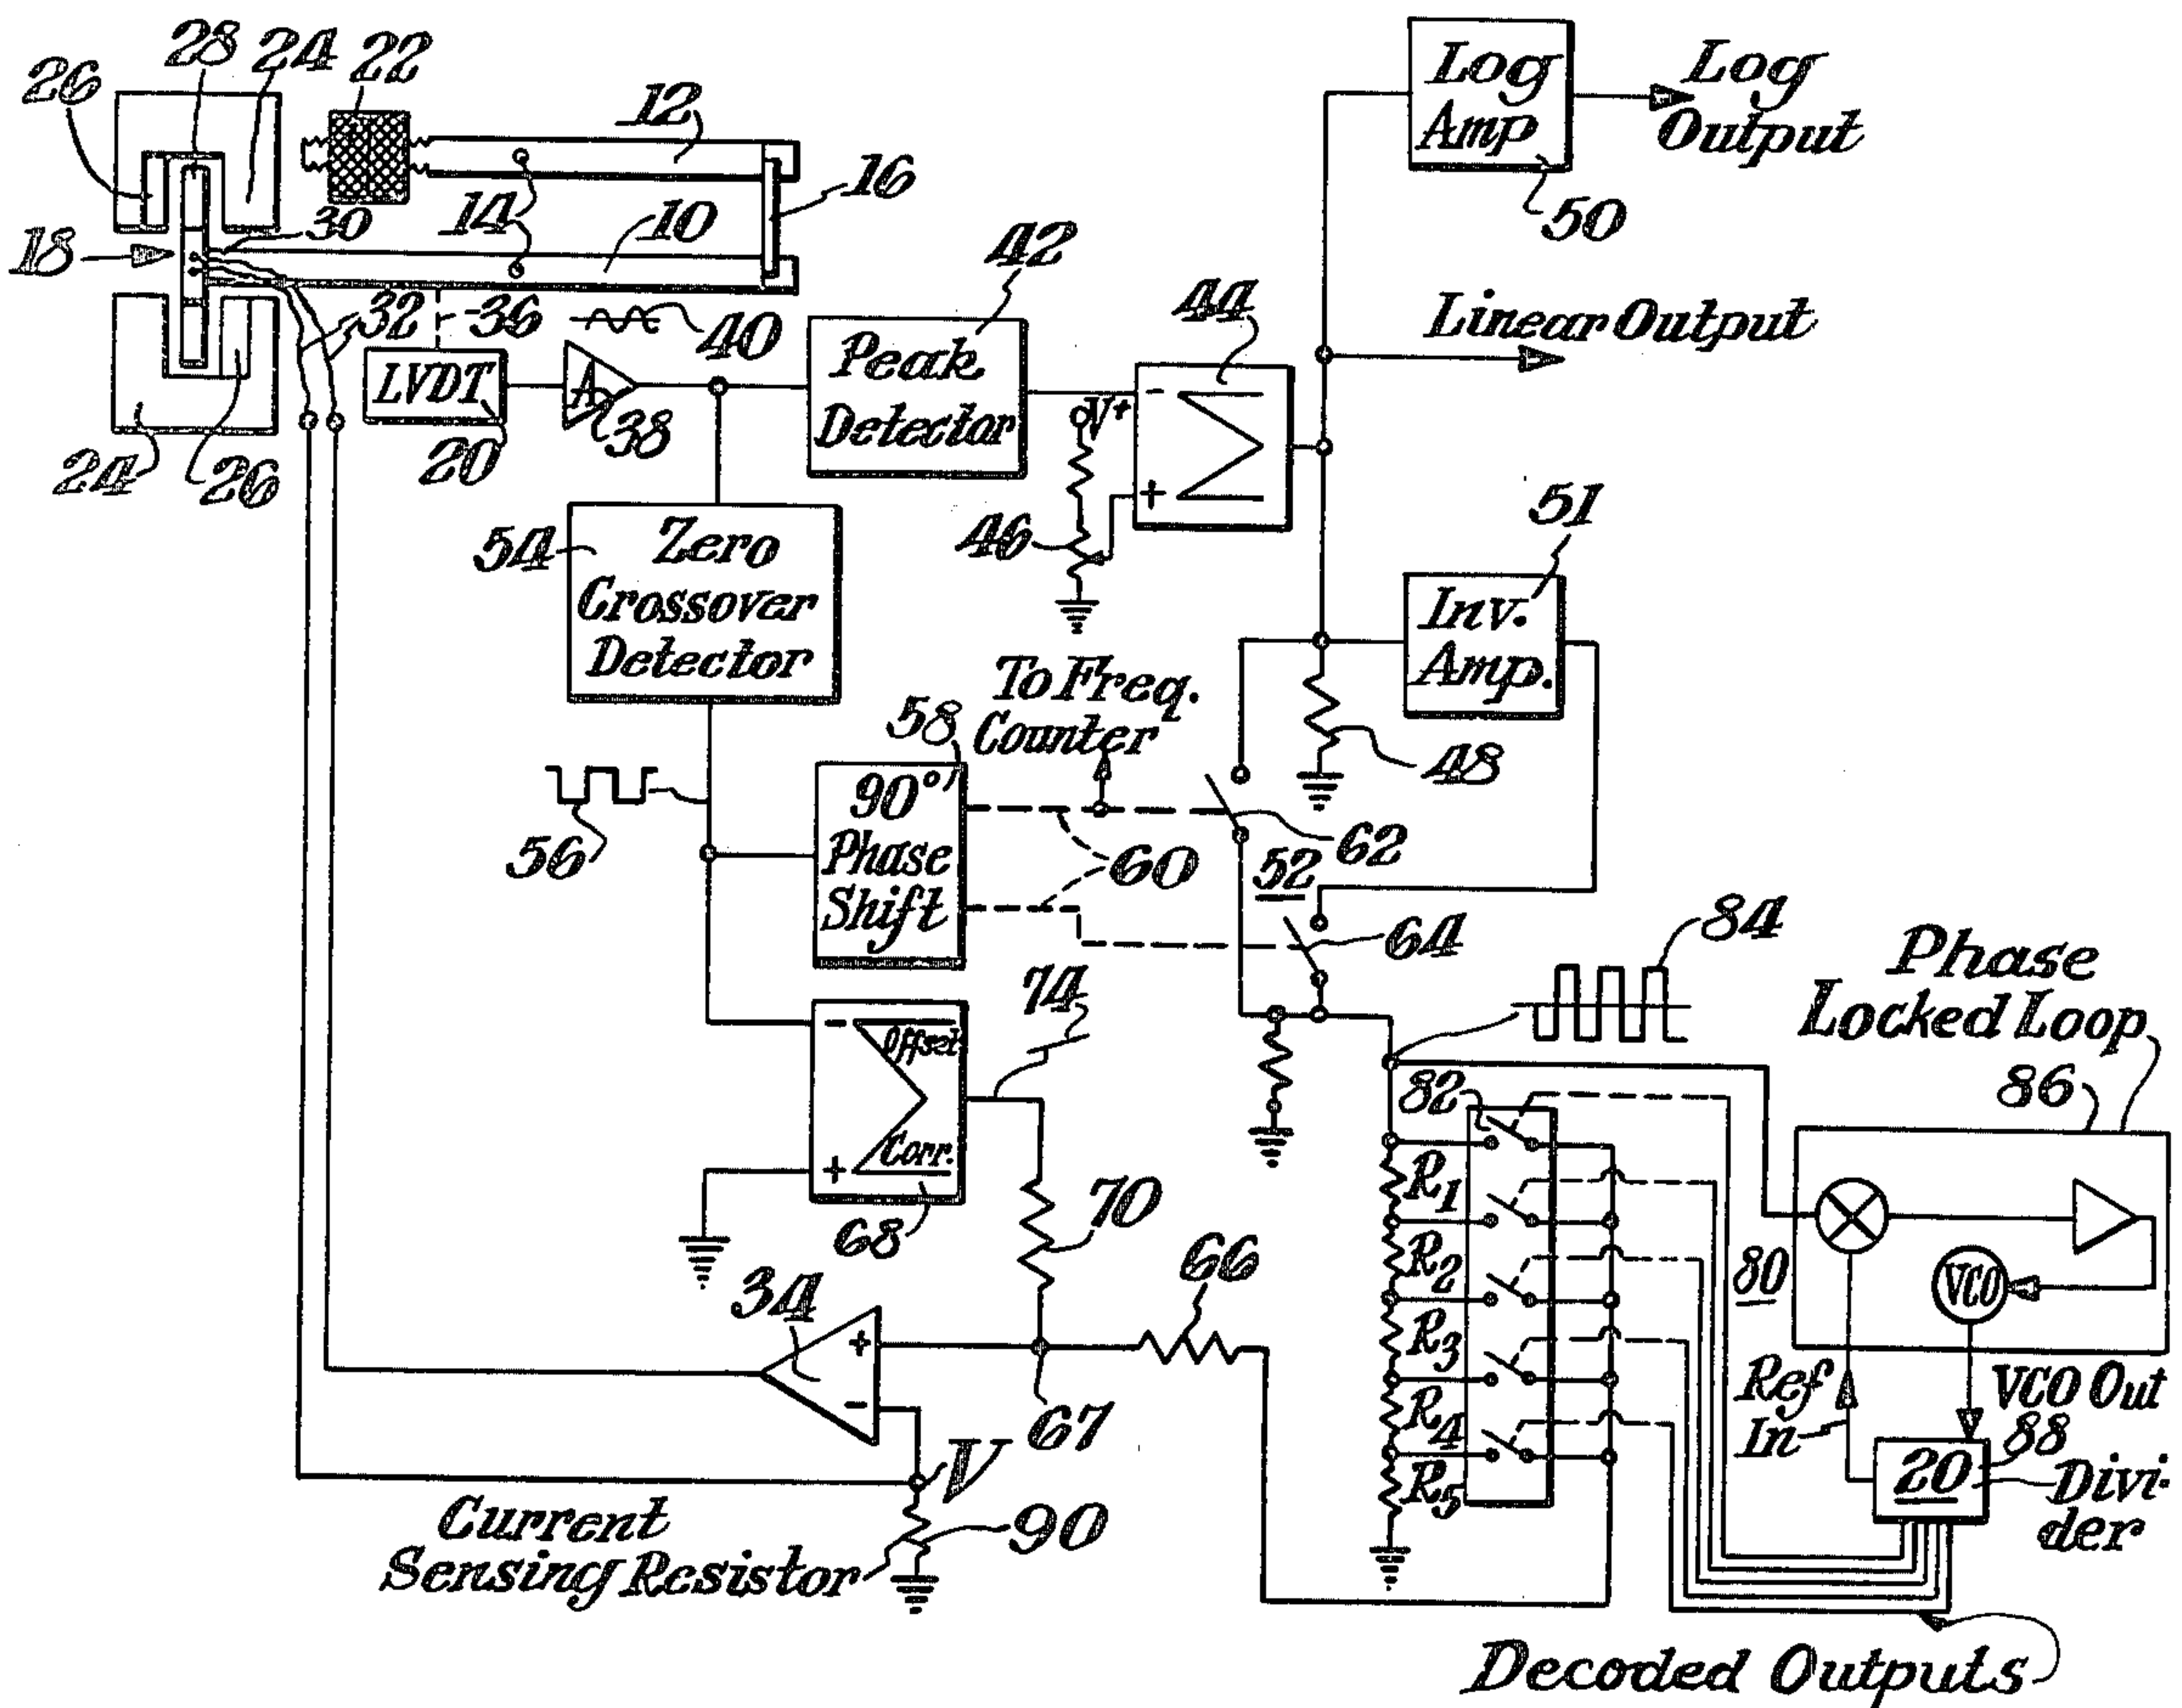 28
24
22
26
12
16
14
10
30
18
32
36
40
42
44
LVDT
20
A
38
Peak
Detector
-
V+
+
46
24
26
Log
Amp
50
Log
Output
Linear Output
51
Inv.
Amp.
48
54
Zero
Crossover
Detector
To Freq.
Counter
56
58
90°
Phase
Shift
60
62
52
64
84
Phase
Locked Loop
86
74
-
Offset
Corr.
+
68
70
66
67
34
+
-
V
Current
Sensing Resistor
90
82
R1
R2
R3
R4
R5
80
VCO
Ref
In
VCO Out
88
20
Divi-
der
Decoded Outputs